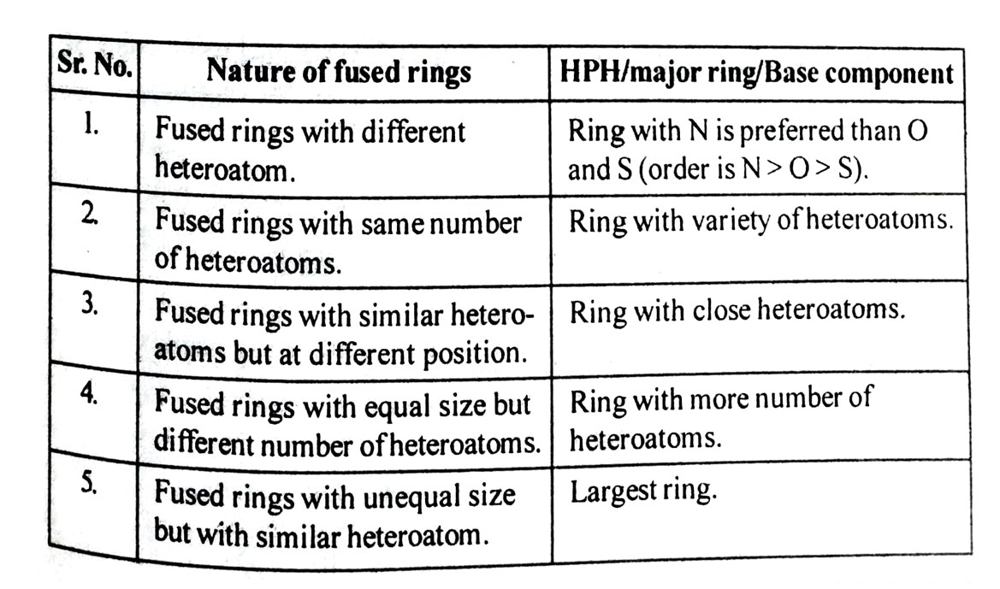 Sr. No. Nature of fused rings HPH/major ring/Base component
1. Fused rings with different Ring with N is preferred than O
heteroatom. and S (order is N > O > S).
2. Fused rings with same number Ring with variety of heteroatoms.
of heteroatoms.
3. Fused rings with similar hetero- Ring with close heteroatoms.
atoms but at different position.
4. Fused rings with equal size but Ring with more number of
different number of heteroatoms. heteroatoms.
5. Fused rings with unequal size Largest ring.
but with similar heteroatom.